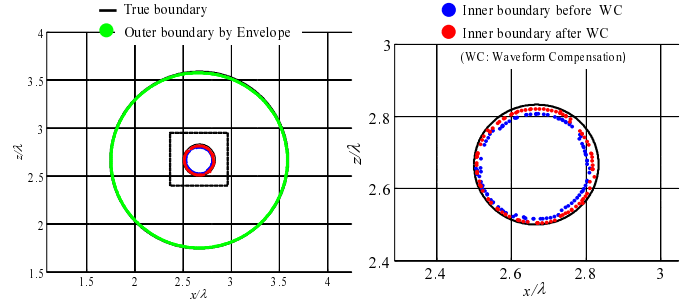 True boundary
Outer boundary by Envelope
4
3.5
3
2.5
2
1.5
z/λ
1.5
2
2.5
3
3.5
4
x/λ
Inner boundary before WC
Inner boundary after WC
(WC: Waveform Compensation)
3
2.8
2.6
2.4
z/λ
2.4
2.6
2.8
3
x/λ